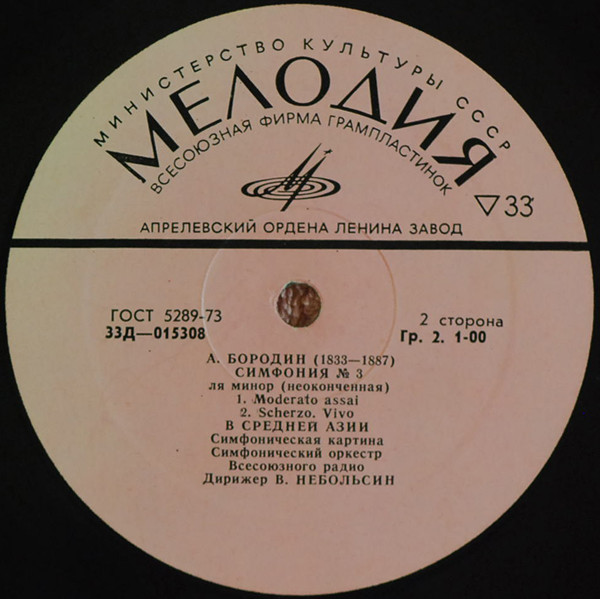 МИНИСТЕРСТВО КУЛЬТУРЫ СССР
МЕЛОДИЯ
ВСЕСОЮЗНАЯ ФИРМА ГРАМПЛАСТИНОК
▽33
АПРЕЛЕВСКИЙ ОРДЕНА ЛЕНИНА ЗАВОД
ГОСТ 5289-73
33Д—015308
2 сторона
Гр. 2. 1-00
А. БОРОДИН (1833—1887)
СИМФОНИЯ № 3
ля минор (неоконченная)
1. Moderato assai
2. Scherzo. Vivo
В СРЕДНЕЙ АЗИИ
Симфоническая картина
Симфонический оркестр
Всесоюзного радио
Дирижер В. НЕБОЛЬСИН